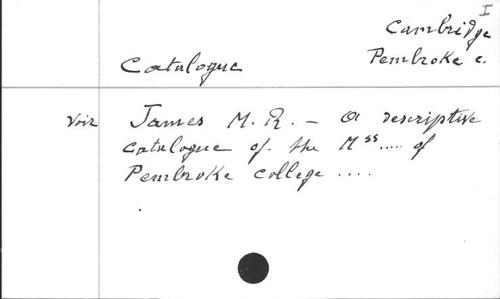 I
Cambridge
Pembroke c.
Catalogue
Voir James M. R. – A descriptive
catalogue of the Mss..... of
Pembroke college ....